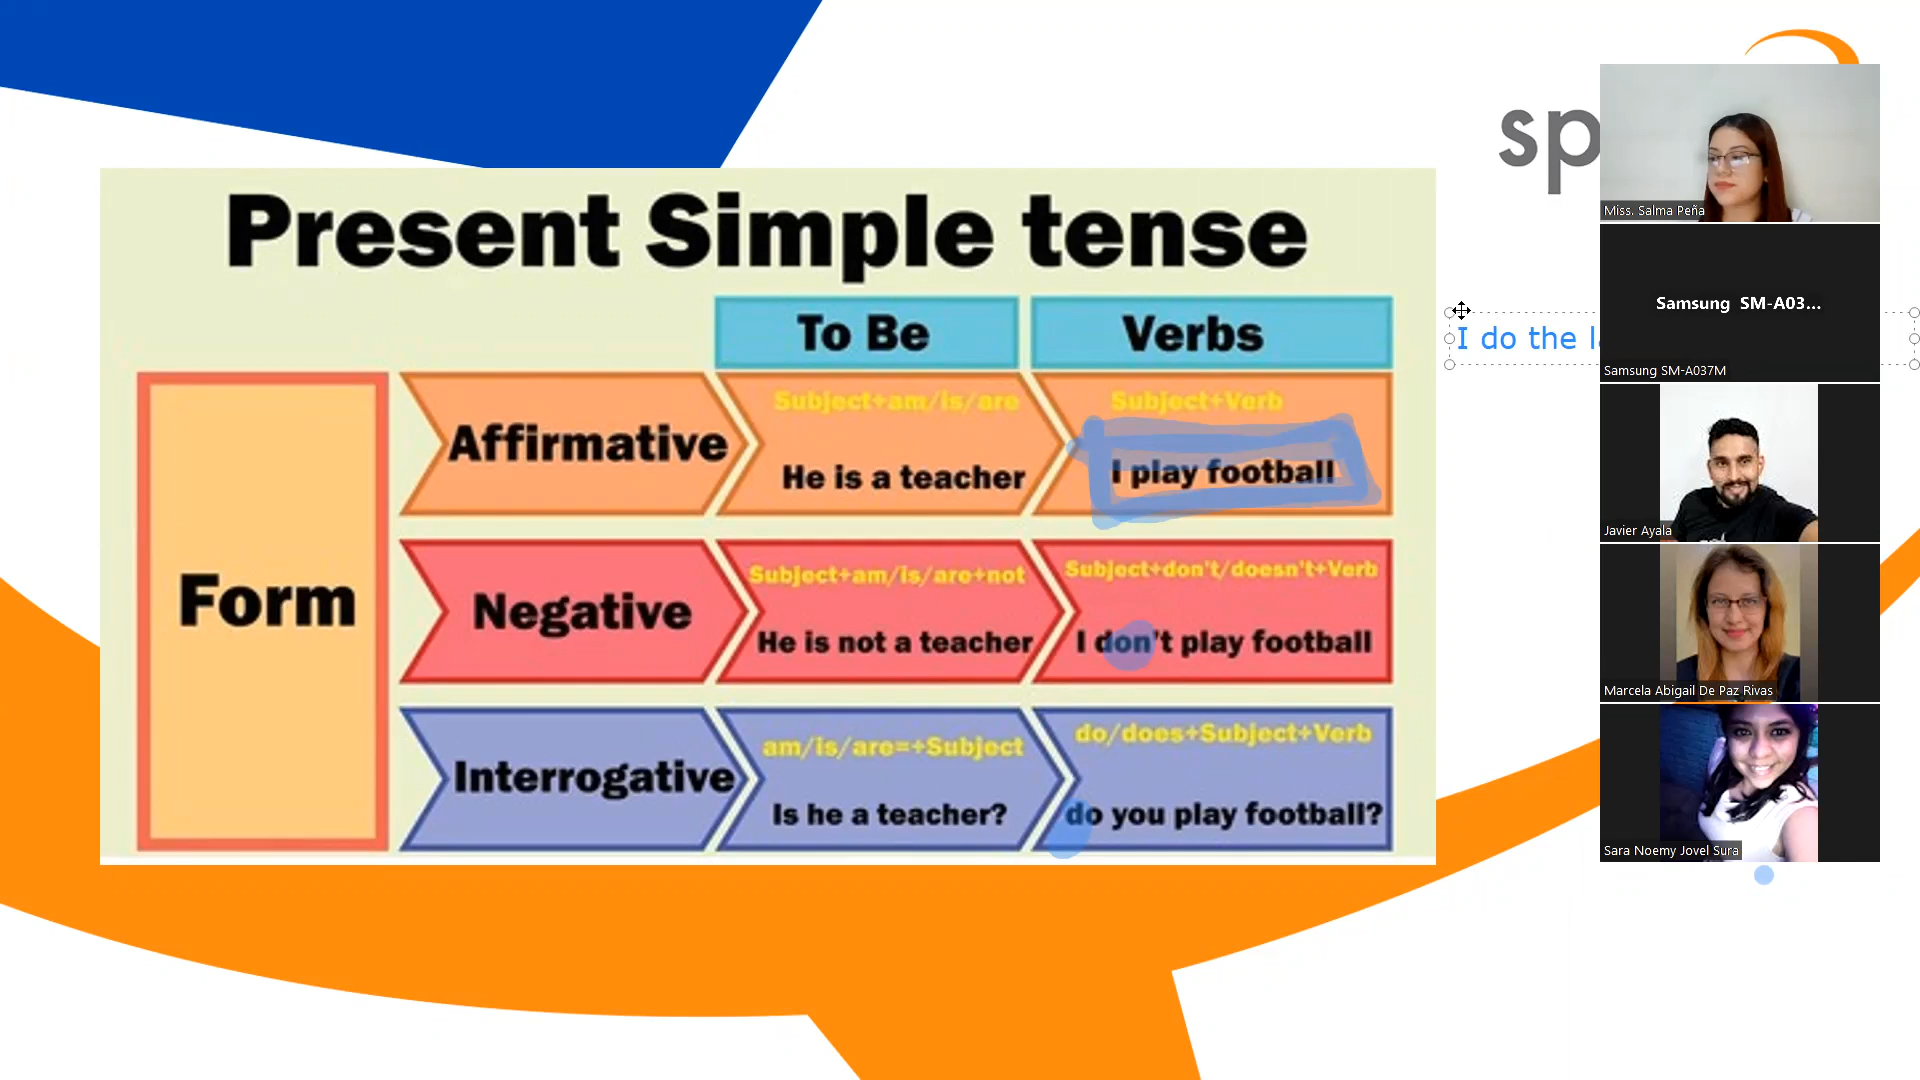 Present Simple tense
To Be
Verbs
Form
Affirmative
Subject+am/is/are
He is a teacher
Subject+Verb
I play football
Negative
Subject+am/is/are+not
He is not a teacher
Subject+don't/doesn't+Verb
I don't play football
Interrogative
am/is/are=+Subject
Is he a teacher?
do/does+Subject+Verb
do you play football?
sp
I do the
Miss. Salma Peña
Samsung SM-A03...
Samsung SM-A037M
Javier Ayala
Marcela Abigail De Paz Rivas
Sara Noemy Jovel Sura